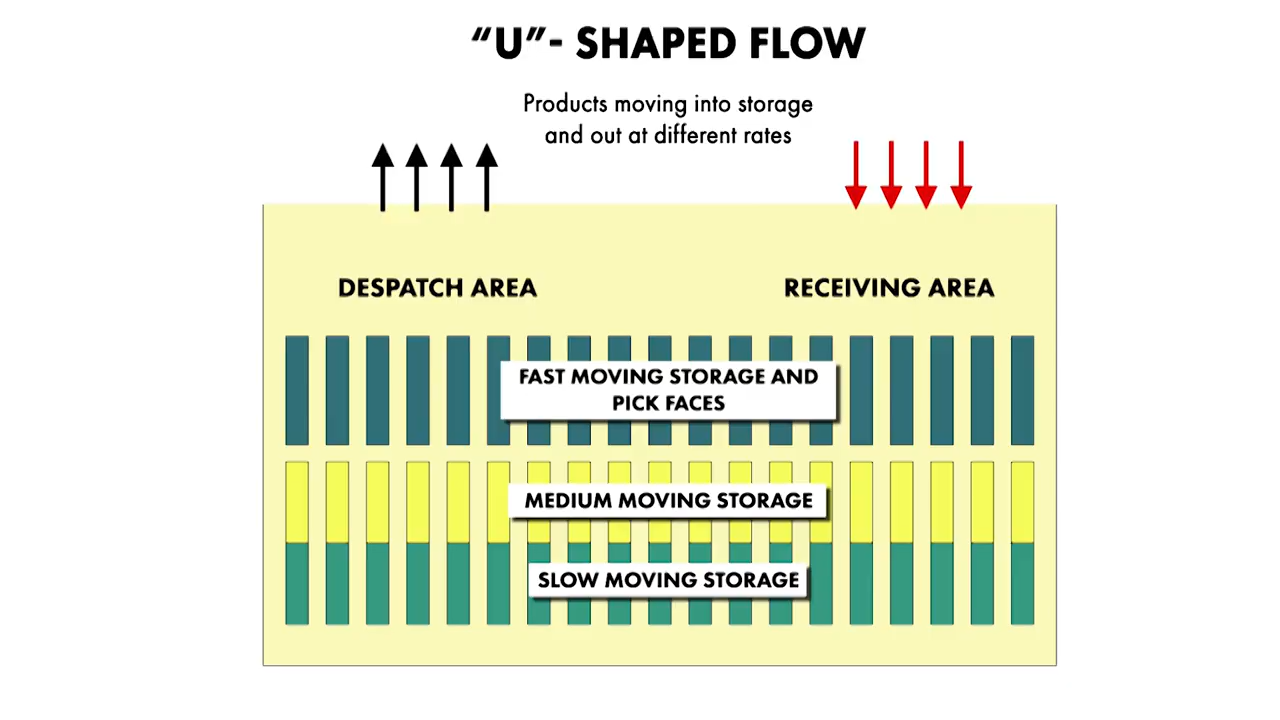 “U”- SHAPED FLOW
Products moving into storage
and out at different rates
DESPATCH AREA
RECEIVING AREA
FAST MOVING STORAGE AND
PICK FACES
MEDIUM MOVING STORAGE
SLOW MOVING STORAGE